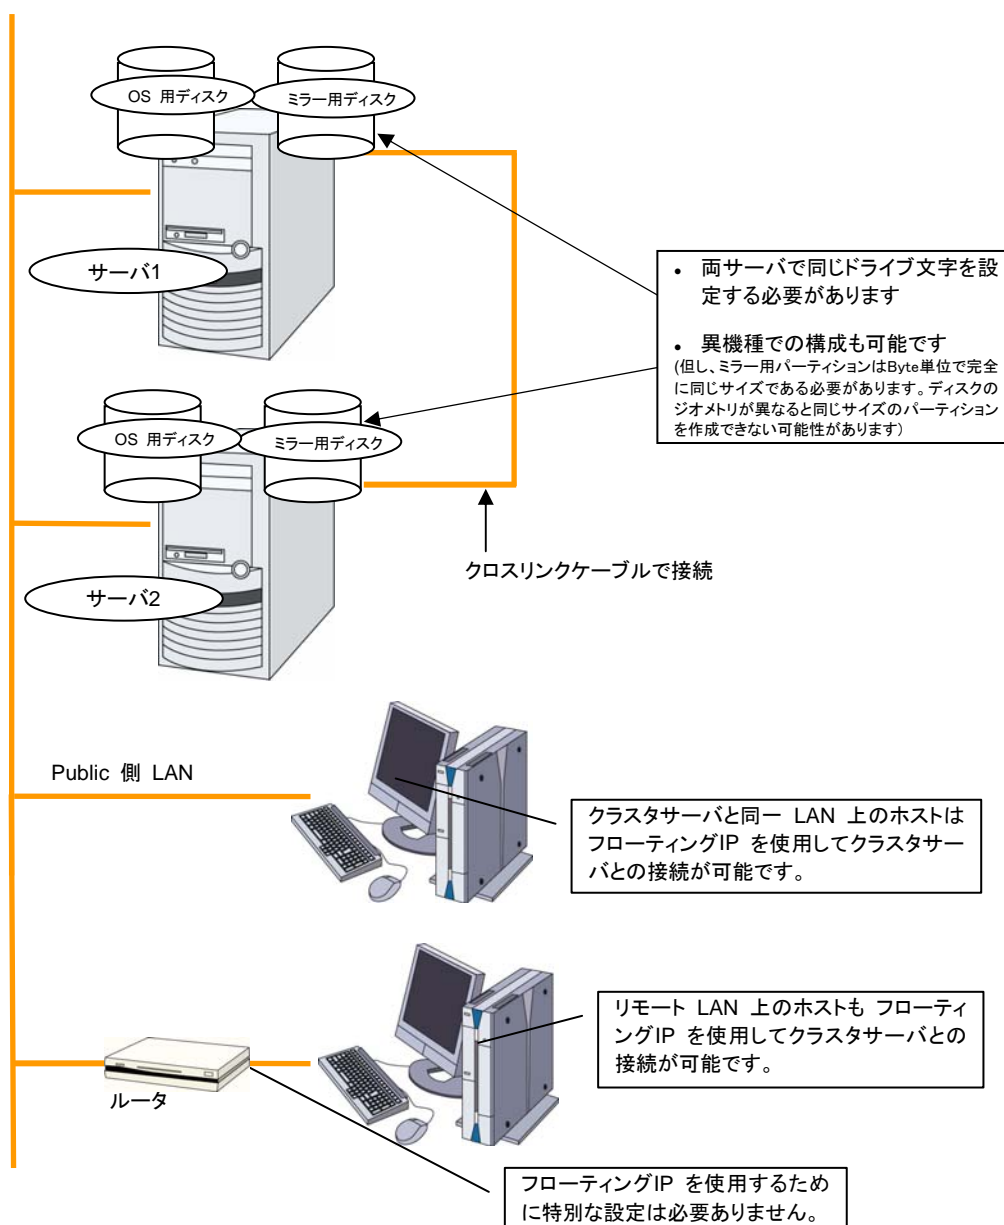 OS 用ディスク
ミラー用ディスク
サーバ1
• 両サーバで同じドライブ文字を設
定する必要があります
• 異機種での構成も可能です
(但し、ミラー用パーティションはByte単位で完全
に同じサイズである必要があります。ディスクの
ジオメトリが異なると同じサイズのパーティション
を作成できない可能性があります)
OS 用ディスク
ミラー用ディスク
クロスリンクケーブルで接続
サーバ2
Public 側 LAN
クラスタサーバと同一 LAN 上のホストは
フローティングIP を使用してクラスタサー
バとの接続が可能です。
リモート LAN 上のホストも フローティ
ングIP を使用してクラスタサーバとの
接続が可能です。
ルータ
フローティングIP を使用するため
に特別な設定は必要ありません。